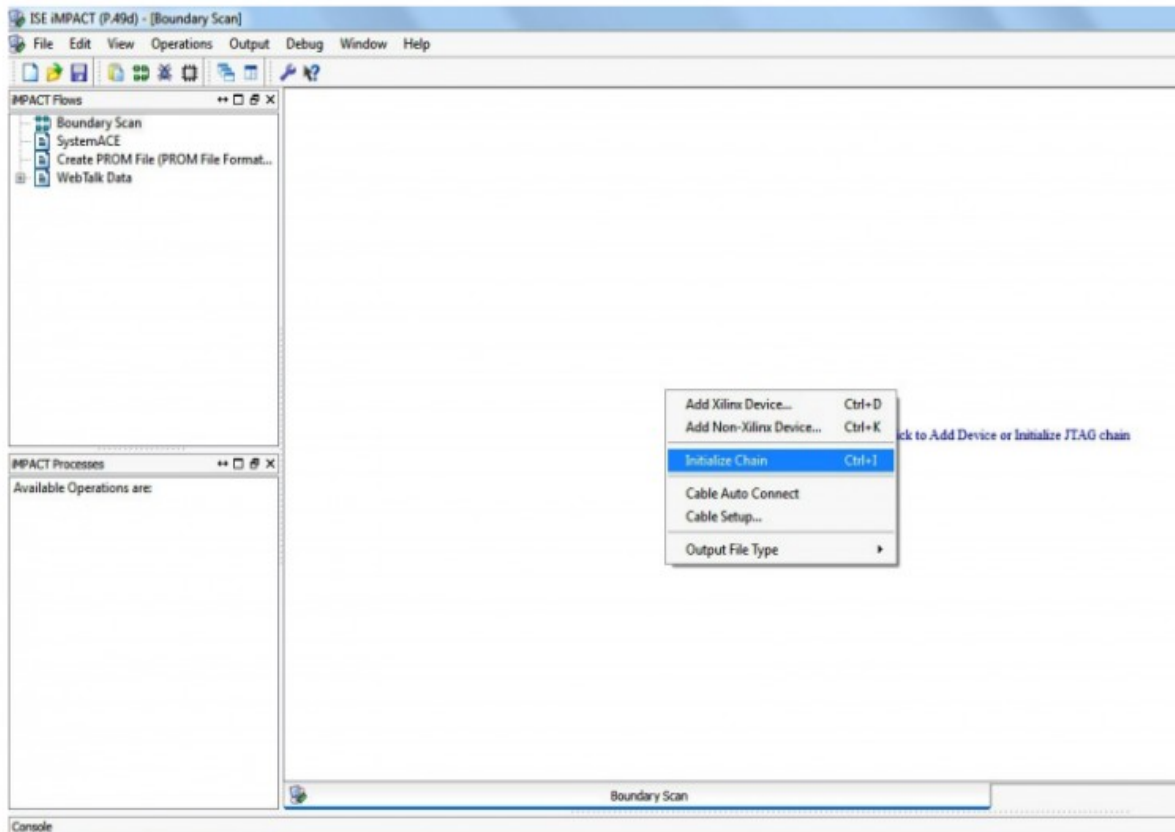 ISE iMPACT (P.49d) - [Boundary Scan]
File Edit View Operations Output Debug Window Help
iMPACT Flows
Boundary Scan
SystemACE
Create PROM File (PROM File Format...
WebTalk Data
Add Xilinx Device... Ctrl+D
Add Non-Xilinx Device... Ctrl+K
ck to Add Device or Initialize JTAG chain
Initialize Chain Ctrl+I
Cable Auto Connect
Cable Setup...
Output File Type
iMPACT Processes
Available Operations are:
Boundary Scan
Console